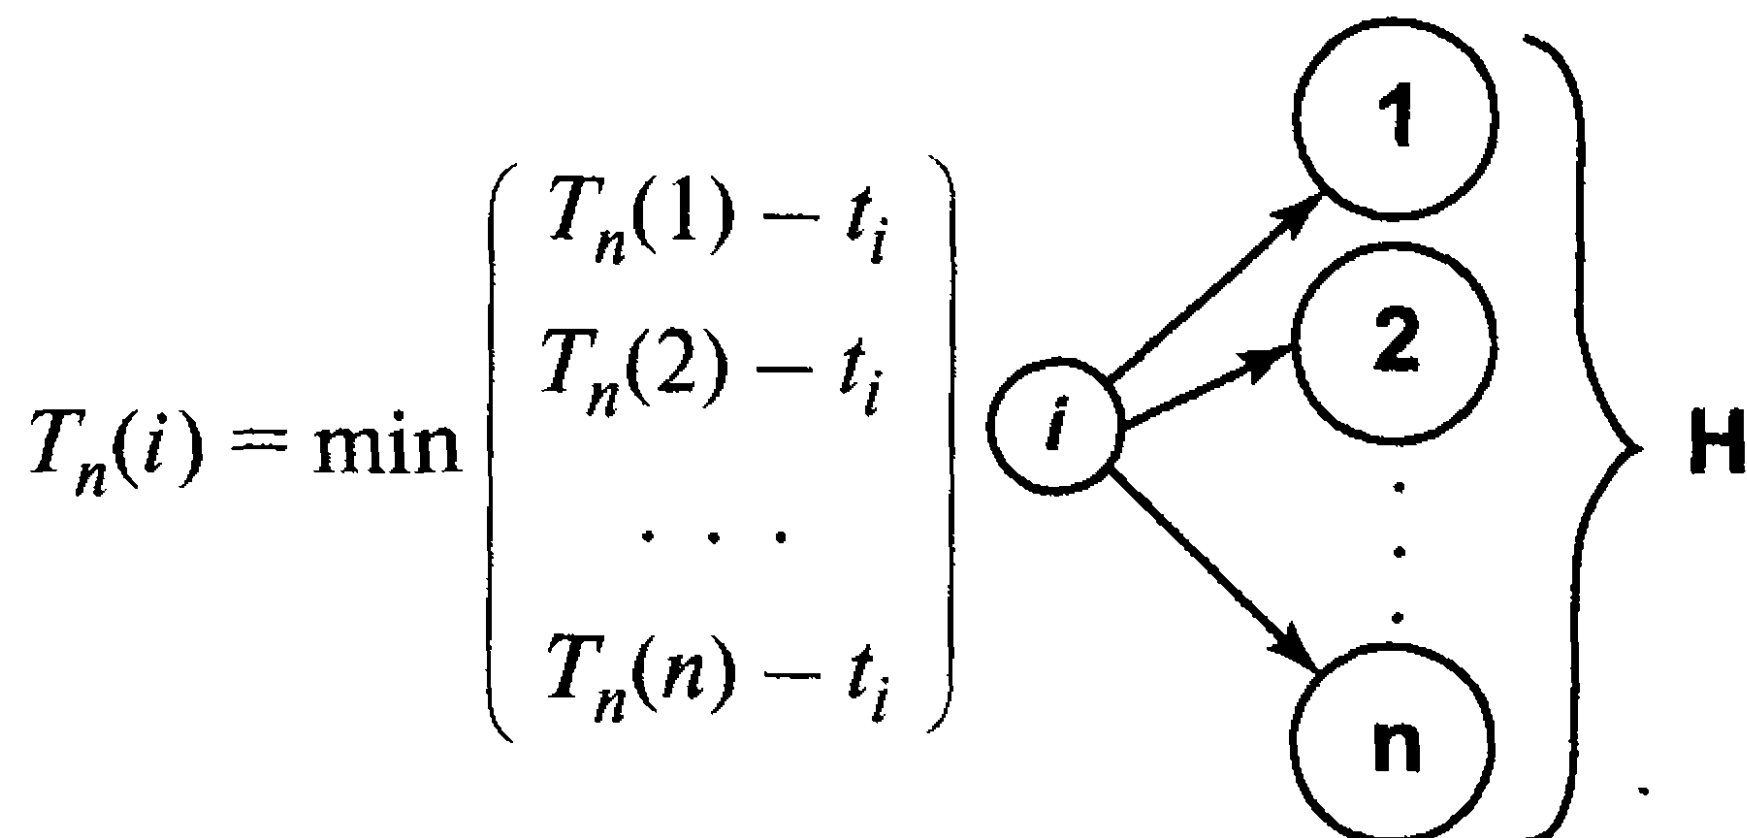 1
T_n(1) − t_i
2
T_n(2) − t_i
T_n(i) = min
i
H
. . .
T_n(n) − t_i
n